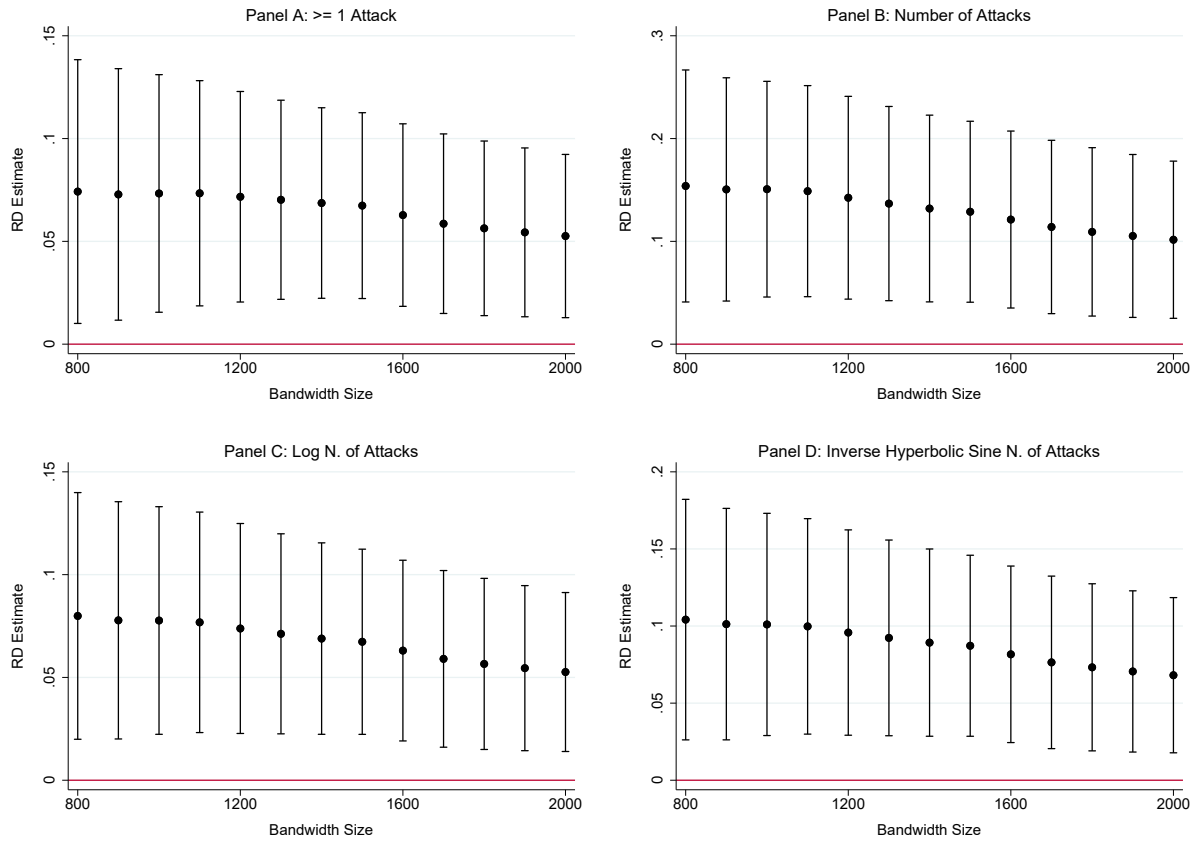 Panel A: >= 1 Attack
.15
.1
.05
0
RD Estimate
800 1200 1600 2000
Bandwidth Size
Panel B: Number of Attacks
.3
.2
.1
0
RD Estimate
800 1200 1600 2000
Bandwidth Size
Panel C: Log N. of Attacks
.15
.1
.05
0
RD Estimate
800 1200 1600 2000
Bandwidth Size
Panel D: Inverse Hyperbolic Sine N. of Attacks
.2
.15
.1
.05
0
RD Estimate
800 1200 1600 2000
Bandwidth Size